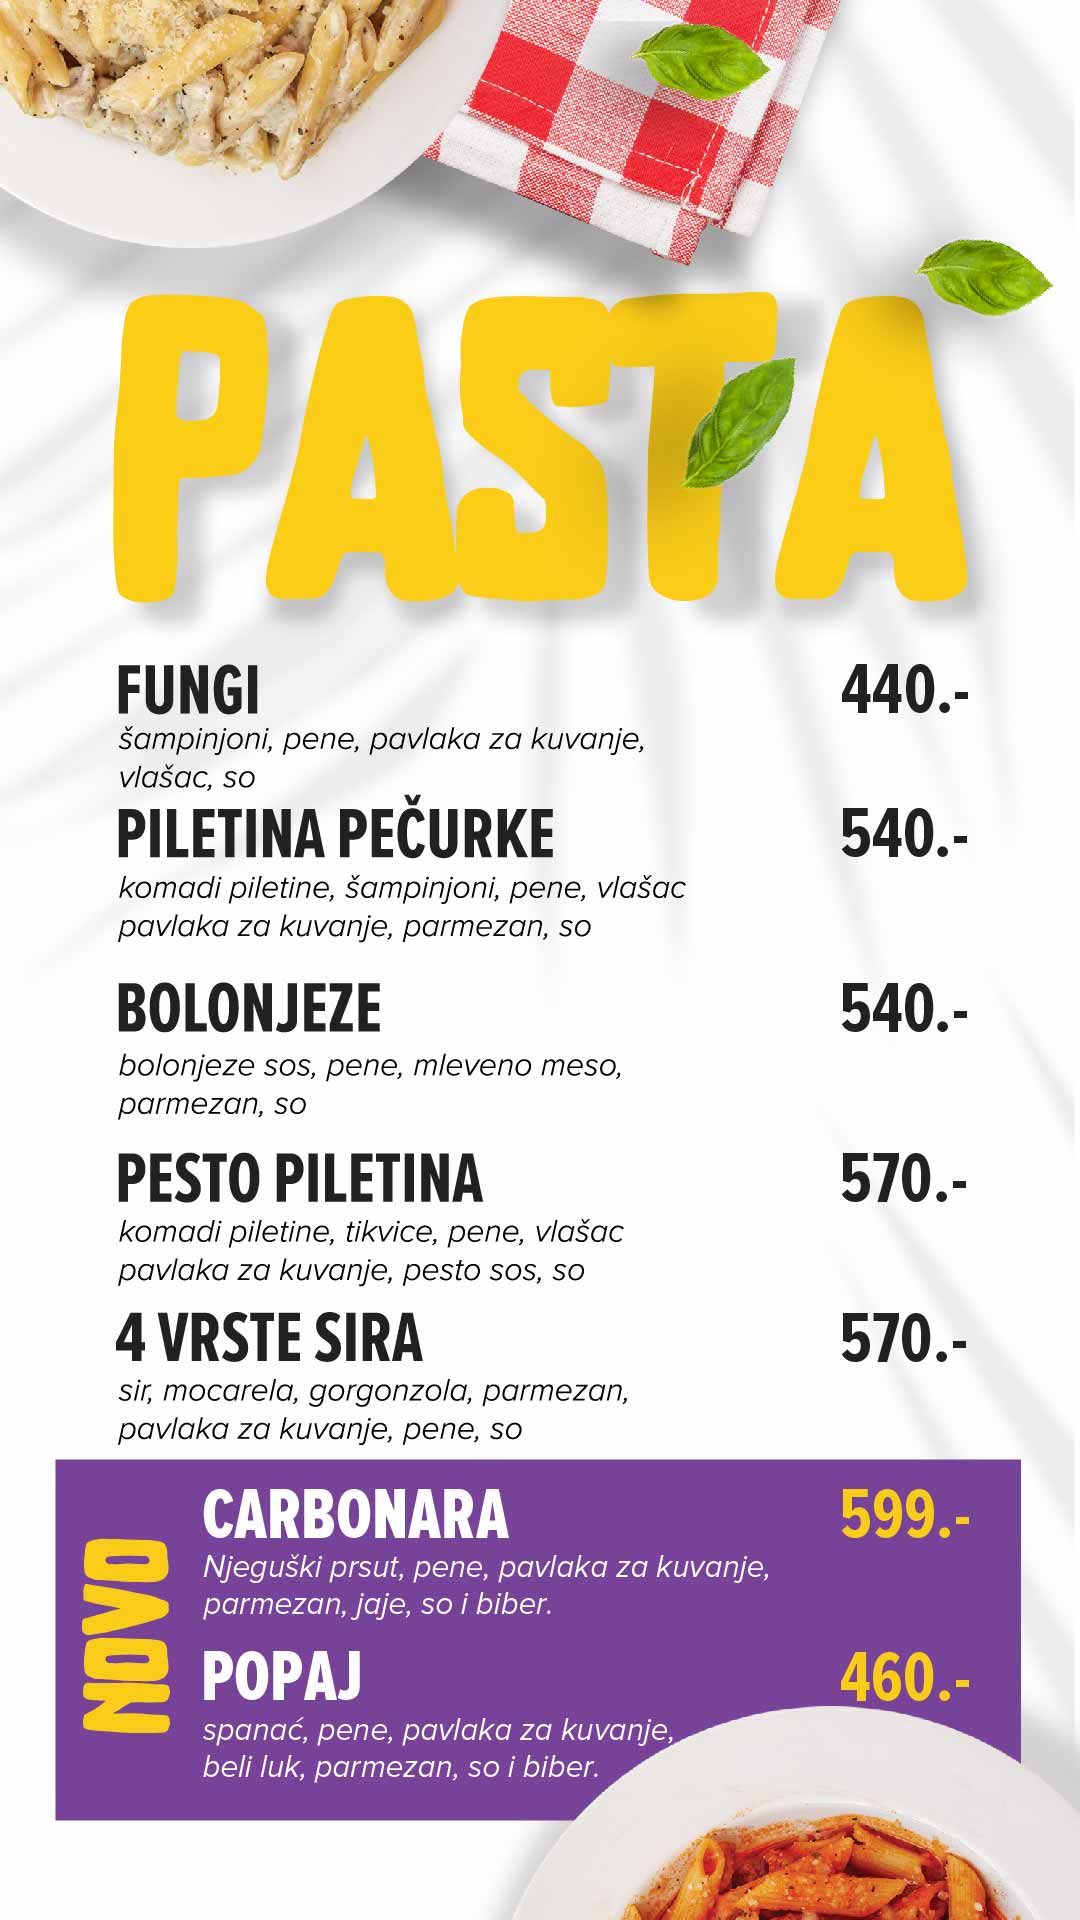 PASTA
FUNGI 440.-
šampinjoni, pene, pavlaka za kuvanje,
vlašac, so
PILETINA PEČURKE 540.-
komadi piletine, šampinjoni, pene, vlašac
pavlaka za kuvanje, parmezan, so
BOLONJEZE 540.-
bolonjeze sos, pene, mleveno meso,
parmezan, so
PESTO PILETINA 570.-
komadi piletine, tikvice, pene, vlašac
pavlaka za kuvanje, pesto sos, so
4 VRSTE SIRA 570.-
sir, mocarela, gorgonzola, parmezan,
pavlaka za kuvanje, pene, so
NOVO
CARBONARA 599.-
Njeguški prsut, pene, pavlaka za kuvanje,
parmezan, jaje, so i biber.
POPAJ 460.-
spanać, pene, pavlaka za kuvanje,
beli luk, parmezan, so i biber.